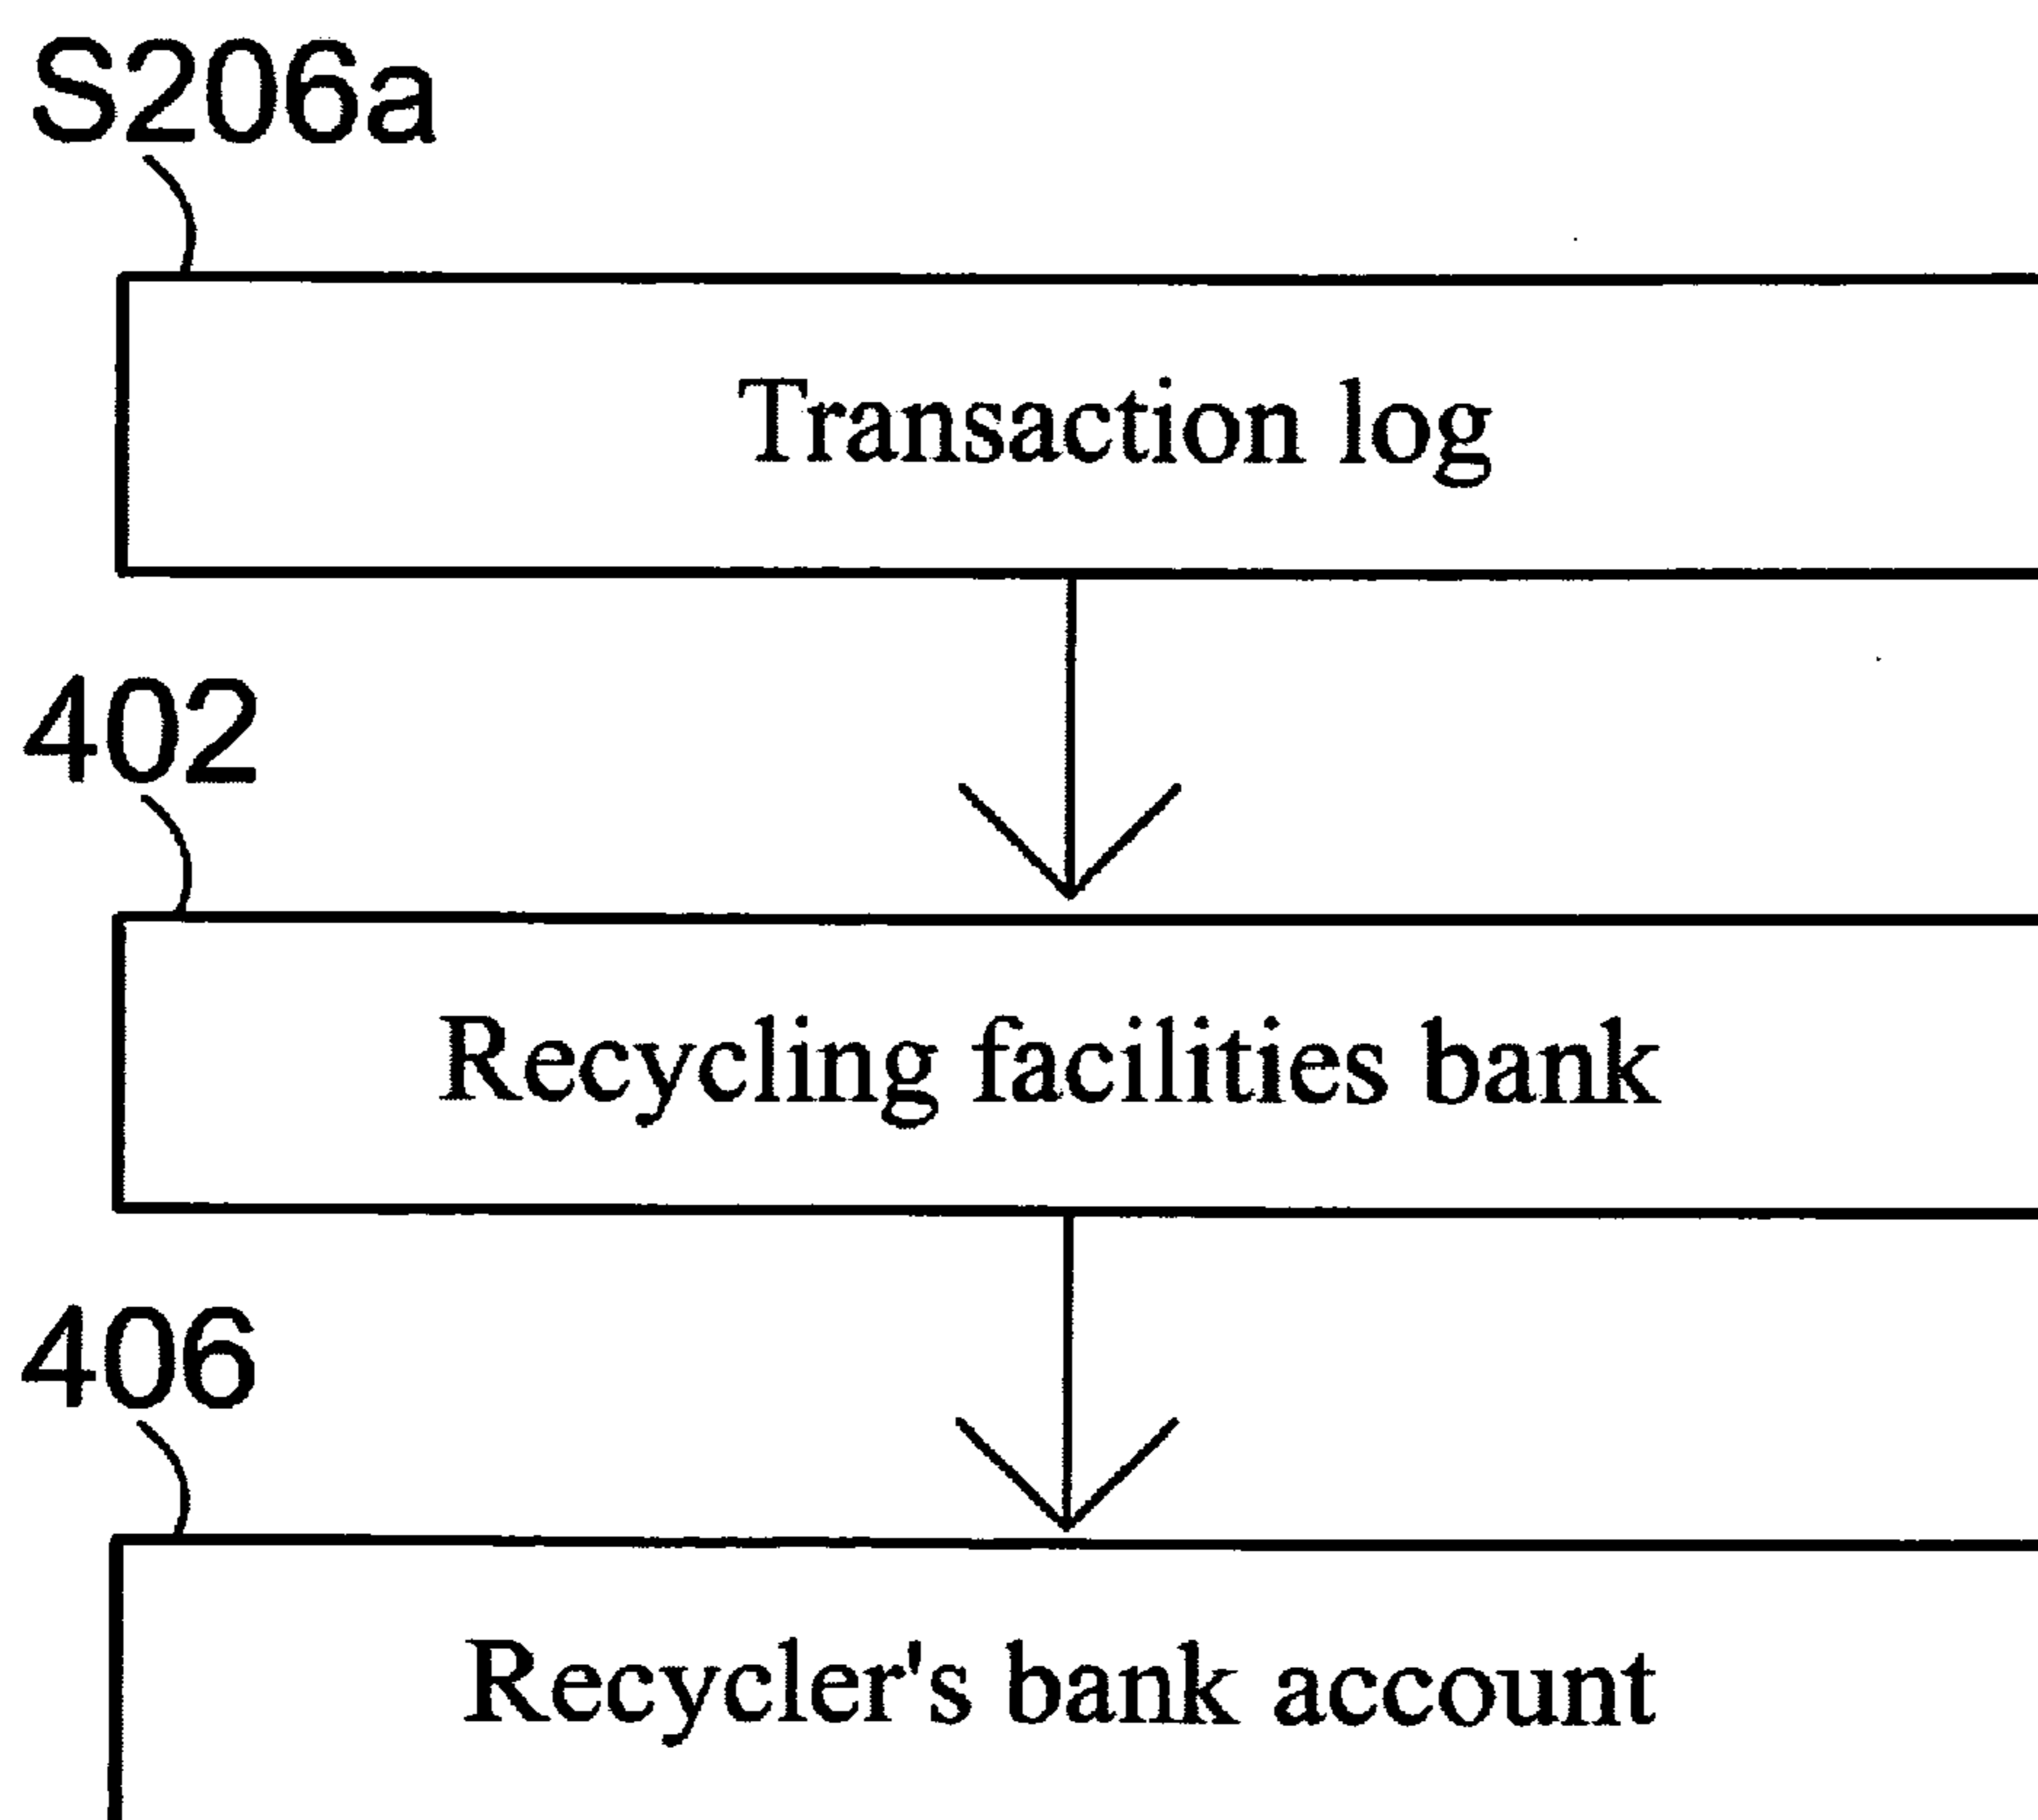 S206a
Transaction log
402
Recycling facilities bank
406
Recycler's bank account